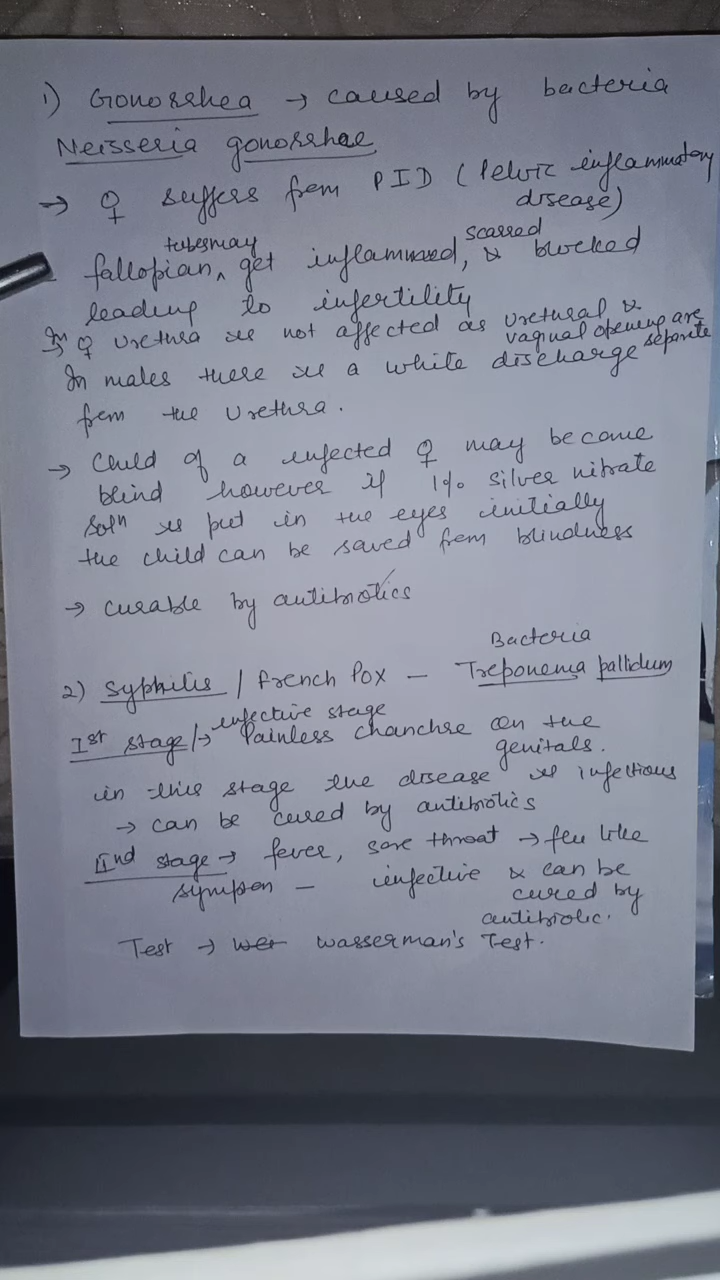 1) Gonorrhea → caused by bacteria
Neisseria gonorrhae
→ ♀ suffers from PID (Pelvic inflammatory disease)
fallopian tubes may get inflammed, scarred & blocked
leading to infertility
→ In ♀ urethra is not affected as uretural & vaginal opening are separate
In males there is a white discharge
from the urethra.
→ Child of a infected ♀ may become
blind however if 1% silver nitrate
solⁿ is put in the eyes initially
the child can be saved from blindness
→ curable by antibiotics
2) Syphilis / French Pox – Bacteria Treponema pallidum
Ist stage/→ infective stage Painless chanchre on the genitals.
in this stage the disease is infectious
→ can be cured by antibiotics
IInd stage → fever, sore throat → flu like
sympton – infective & can be
cured by
antibiotic.
Test → wer wasserman's Test.